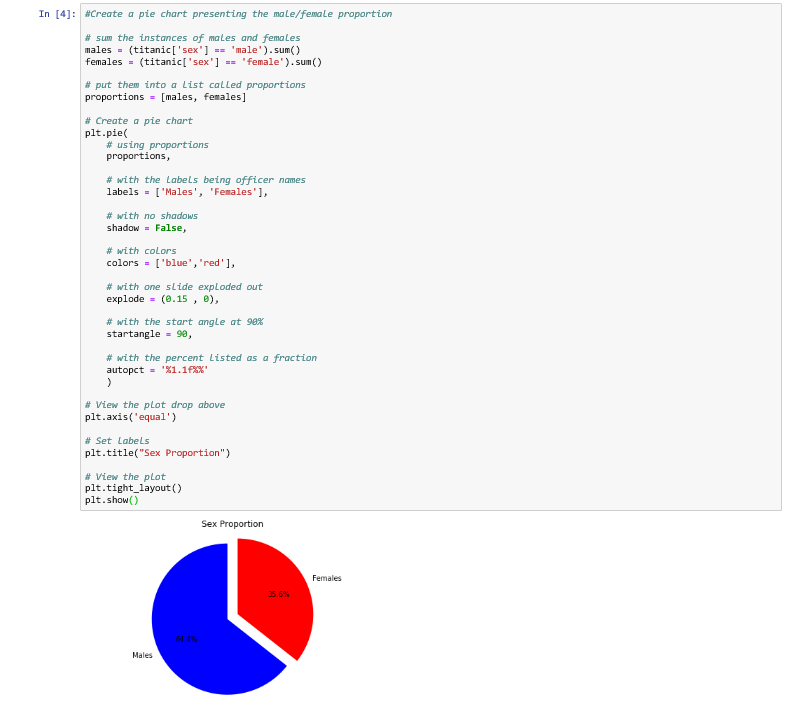 In [4]: #Create a pie chart presenting the male/female proportion
# sum the instances of males and females
males = (titanic['sex'] == 'male').sum()
females = (titanic['sex'] == 'female').sum()
# put them into a list called proportions
proportions = [males, females]
# Create a pie chart
plt.pie(
# using proportions
proportions,
# with the labels being officer names
labels = ['Males', 'Females'],
# with no shadows
shadow = False,
# with colors
colors = ['blue','red'],
# with one slide exploded out
explode = (0.15 , 0),
# with the start angle at 90%
startangle = 90,
# with the percent listed as a fraction
autopct = '%1.1f%%'
)
# View the plot drop above
plt.axis('equal')
# Set labels
plt.title("Sex Proportion")
# View the plot
plt.tight_layout()
plt.show()
Sex Proportion
Females
35.6%
Males